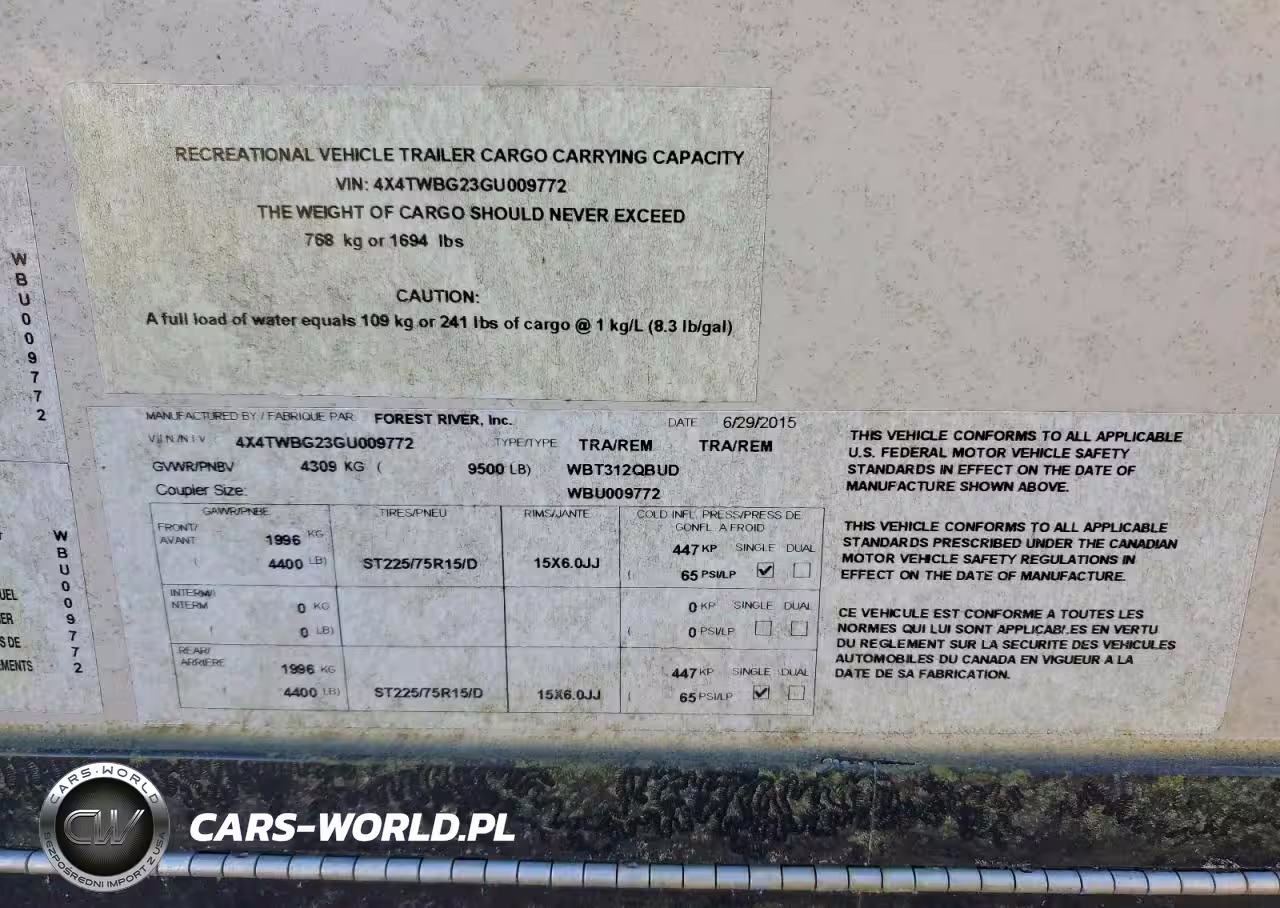 RECREATIONAL VEHICLE TRAILER CARGO CARRYING CAPACITY
VIN: 4X4TWBG23GU009772
THE WEIGHT OF CARGO SHOULD NEVER EXCEED
768 kg or 1694 lbs
CAUTION:
A full load of water equals 109 kg or 241 lbs of cargo @ 1 kg/L (8.3 lb/gal)
WBU009772
MANUFACTURED BY / FABRIQUE PAR FOREST RIVER, Inc. DATE 6/29/2015
V.I.N./N.I.V. 4X4TWBG23GU009772 TYPE/TYPE TRA/REM TRA/REM
GVWR/PNBV 4309 KG ( 9500 LB) WBT312QBUD
Coupler Size: WBU009772
GAWR/PNBE TIRES/PNEU RIMS/JANTE COLD INFL. PRESS/PRESS DE
GONFL. A FROID
FRONT/
AVANT 1996 KG 447 KP SINGLE DUAL
( 4400 LB) ST225/75R15/D 15X6.0JJ ( 65 PSI/LP
INTERM/
INTERM 0 KG 0 KP SINGLE DUAL
( 0 LB) ( 0 PSI/LP
REAR/
ARRIERE 1996 KG 447 KP SINGLE DUAL
( 4400 LB) ST225/75R15/D 15X6.0JJ ( 65 PSI/LP
THIS VEHICLE CONFORMS TO ALL APPLICABLE
U.S. FEDERAL MOTOR VEHICLE SAFETY
STANDARDS IN EFFECT ON THE DATE OF
MANUFACTURE SHOWN ABOVE.
THIS VEHICLE CONFORMS TO ALL APPLICABLE
STANDARDS PRESCRIBED UNDER THE CANADIAN
MOTOR VEHICLE SAFETY REGULATIONS IN
EFFECT ON THE DATE OF MANUFACTURE.
CE VEHICULE EST CONFORME A TOUTES LES
NORMES QUI LUI SONT APPLICABLES EN VERTU
DU REGLEMENT SUR LA SECURITE DES VEHICULES
AUTOMOBILES DU CANADA EN VIGUEUR A LA
DATE DE SA FABRICATION.
WBU009772
UEL
ER
S DE
EMENTS
CARS-WORLD
CW
BEZPOŚREDNI IMPORT Z USA
CARS-WORLD.PL